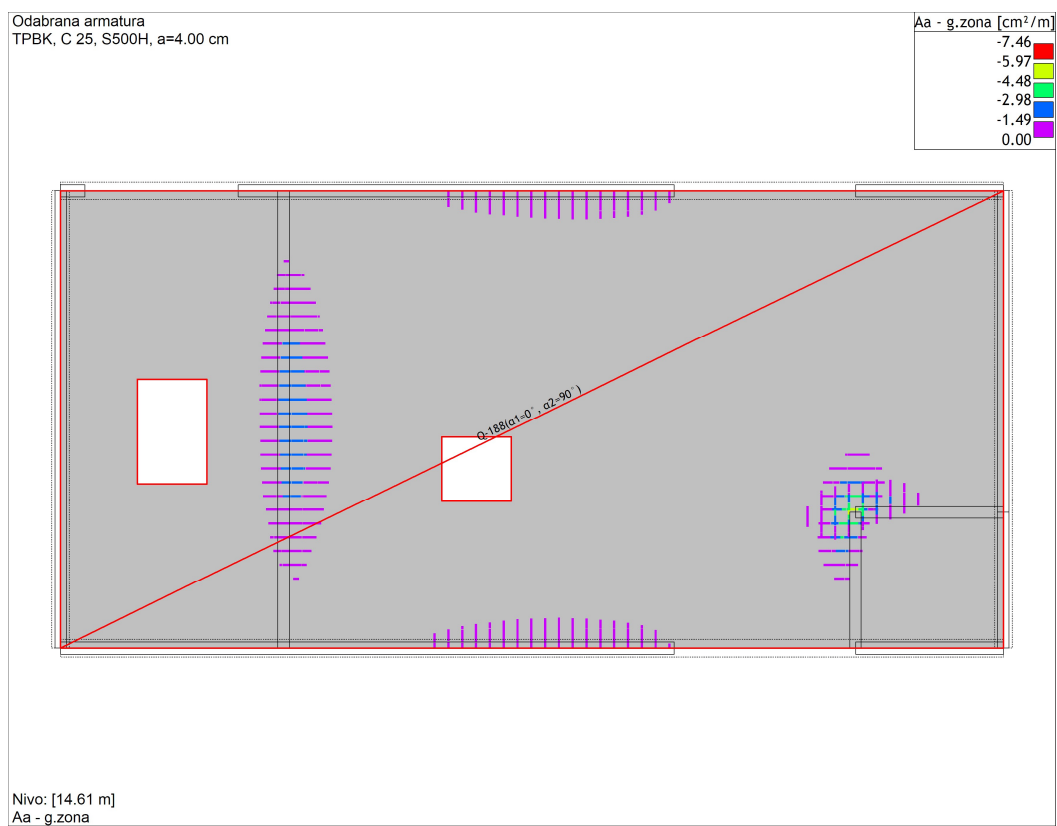 Odabrana armatura
TPBK, C 25, S500H, a=4.00 cm
Aa - g.zona [cm²/m]
-7.46
-5.97
-4.48
-2.98
-1.49
0.00
Q-188(α1=0°, α2=90°)
Nivo: [14.61 m]
Aa - g.zona